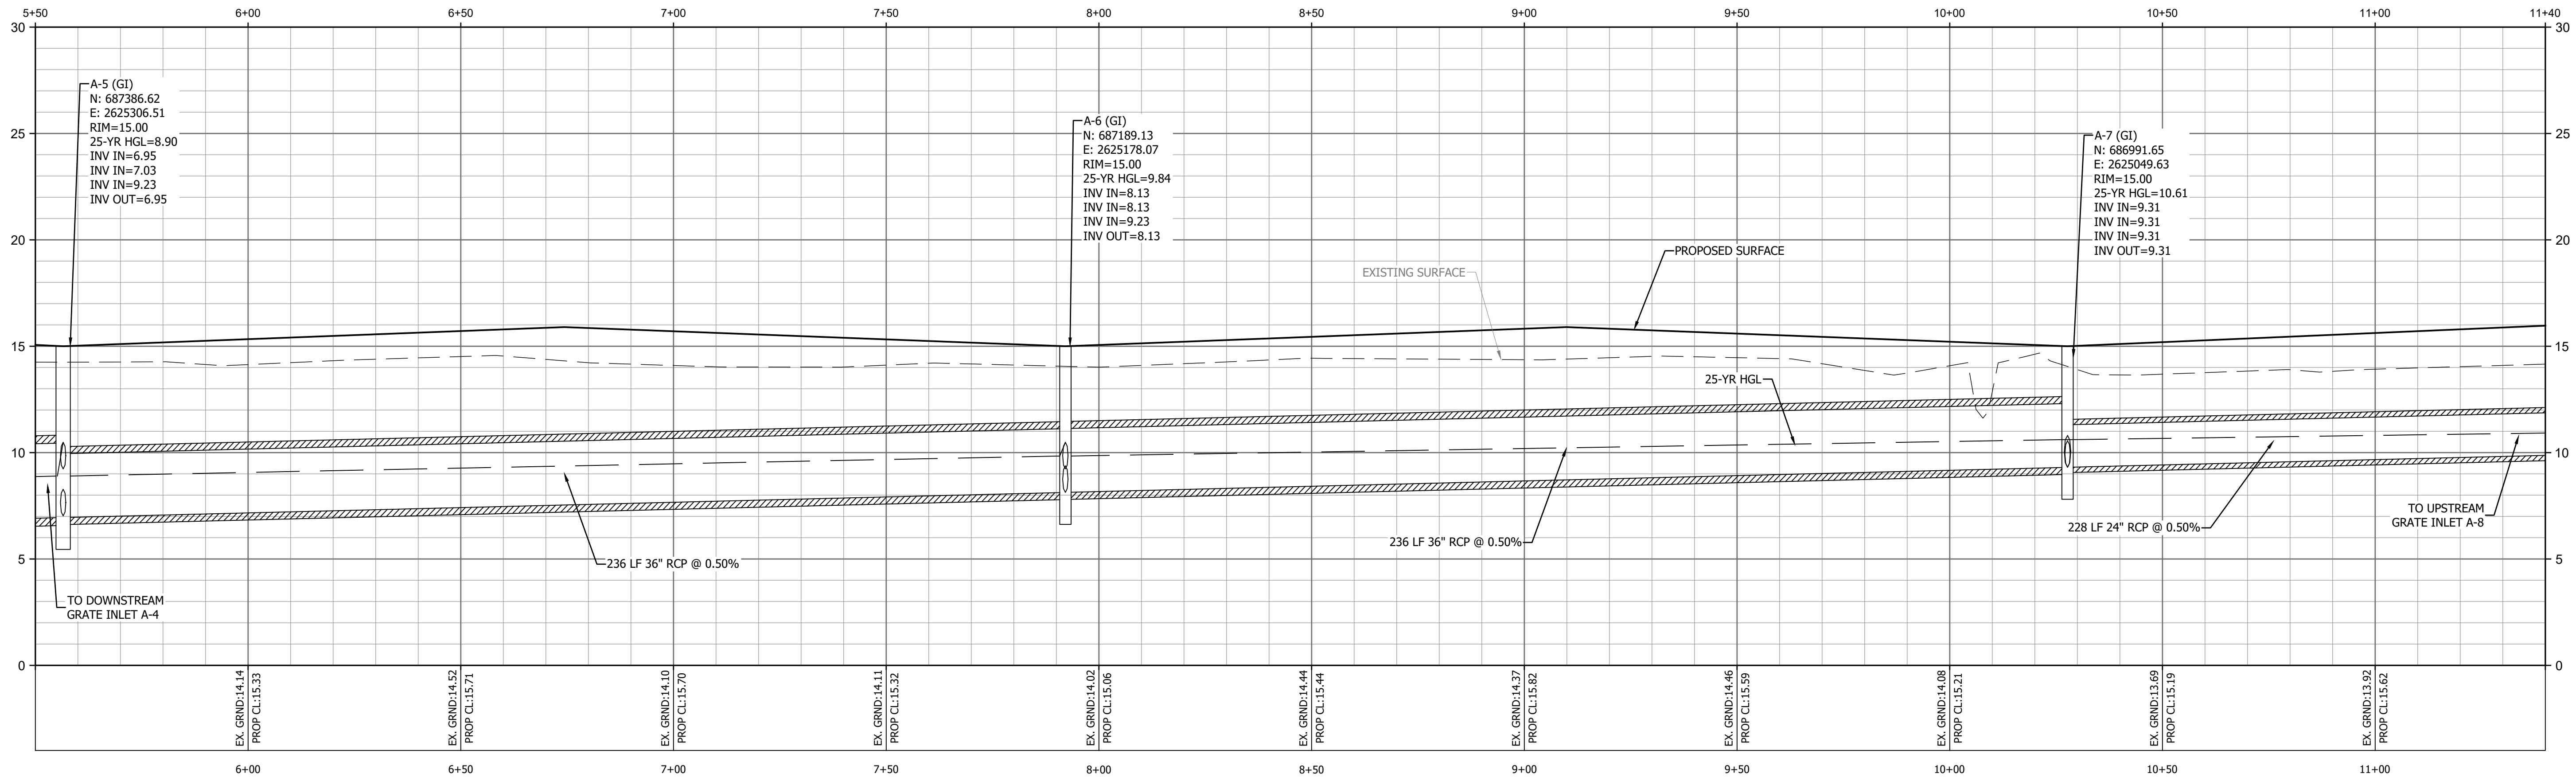 5+50 6+00 6+50 7+00 7+50 8+00 8+50 9+00 9+50 10+00 10+50 11+00 11+40
30 30
25 25
20 20
15 15
10 10
5 5
0 0
A-5 (GI)
N: 687386.62
E: 2625306.51
RIM=15.00
25-YR HGL=8.90
INV IN=6.95
INV IN=7.03
INV IN=9.23
INV OUT=6.95
A-6 (GI)
N: 687189.13
E: 2625178.07
RIM=15.00
25-YR HGL=9.84
INV IN=8.13
INV IN=8.13
INV IN=9.23
INV OUT=8.13
A-7 (GI)
N: 686991.65
E: 2625049.63
RIM=15.00
25-YR HGL=10.61
INV IN=9.31
INV IN=9.31
INV IN=9.31
INV OUT=9.31
PROPOSED SURFACE
EXISTING SURFACE
25-YR HGL
TO DOWNSTREAM
GRATE INLET A-4
236 LF 36" RCP @ 0.50%
236 LF 36" RCP @ 0.50%
228 LF 24" RCP @ 0.50%
TO UPSTREAM
GRATE INLET A-8
EX. GRND:14.14
PROP CL:15.33
EX. GRND:14.52
PROP CL:15.71
EX. GRND:14.10
PROP CL:15.70
EX. GRND:14.11
PROP CL:15.32
EX. GRND:14.02
PROP CL:15.06
EX. GRND:14.44
PROP CL:15.44
EX. GRND:14.37
PROP CL:15.82
EX. GRND:14.46
PROP CL:15.59
EX. GRND:14.08
PROP CL:15.21
EX. GRND:13.69
PROP CL:15.19
EX. GRND:13.92
PROP CL:15.62
6+00 6+50 7+00 7+50 8+00 8+50 9+00 9+50 10+00 10+50 11+00